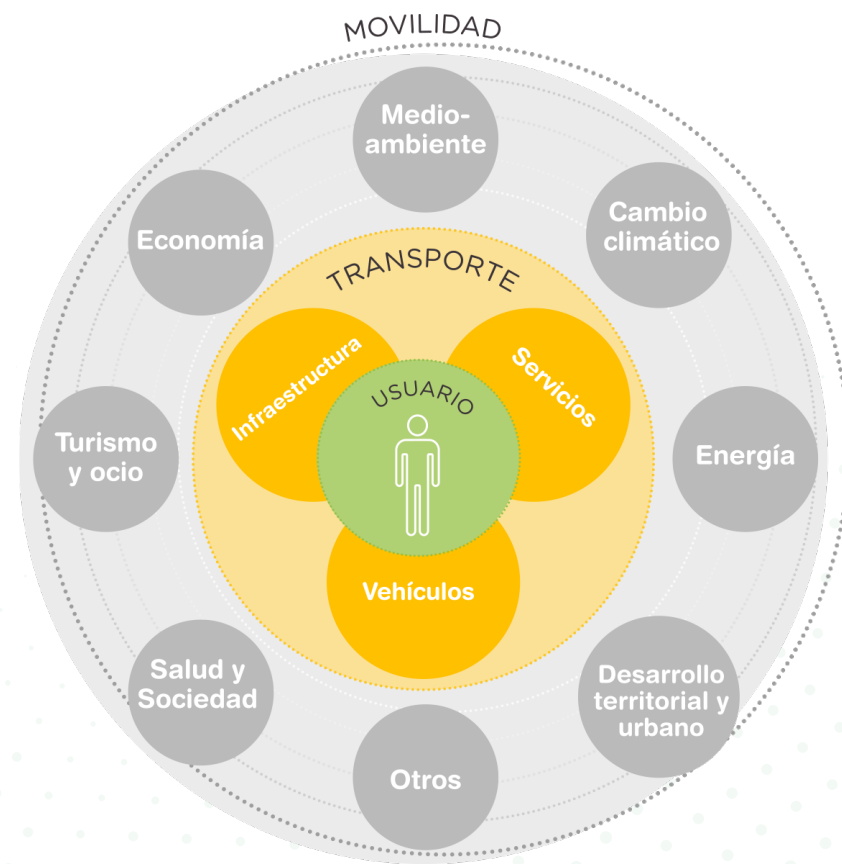 MOVILIDAD
Medio-
ambiente
Cambio
climático
Economía
TRANSPORTE
Infraestructura
Servicios
USUARIO
Turismo
y ocio
Energía
Vehículos
Salud y
Sociedad
Desarrollo
territorial y
urbano
Otros